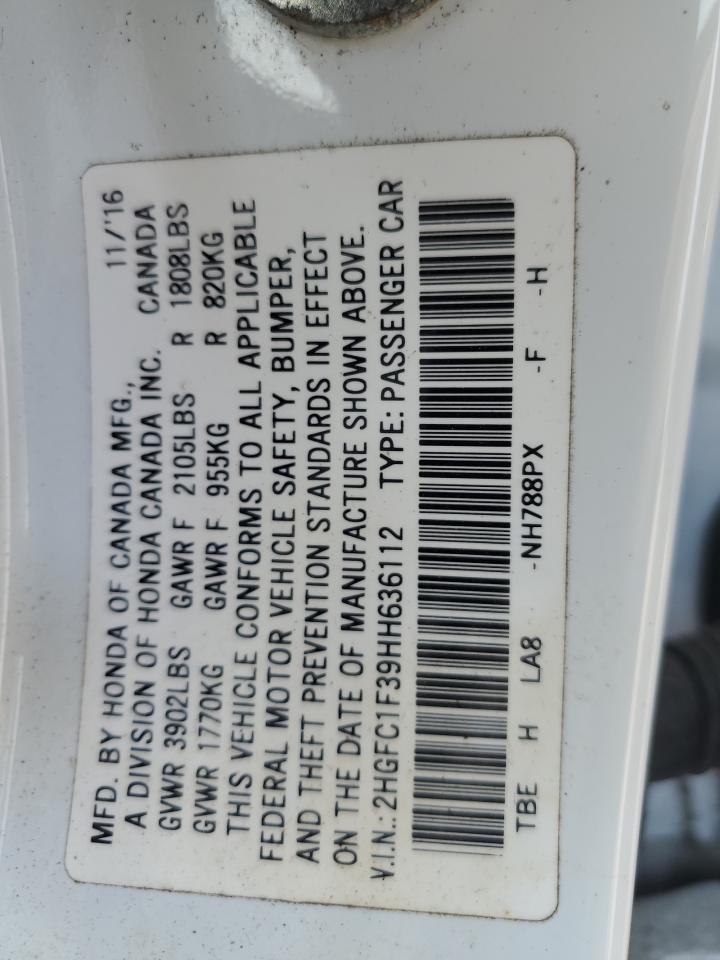 MFD. BY HONDA OF CANADA MFG., 11/'16
A DIVISION OF HONDA CANADA INC. CANADA
GVWR 3902LBS GAWR F 2105LBS R 1808LBS
GVWR 1770KG GAWR F 955KG R 820KG
THIS VEHICLE CONFORMS TO ALL APPLICABLE
FEDERAL MOTOR VEHICLE SAFETY, BUMPER,
AND THEFT PREVENTION STANDARDS IN EFFECT
ON THE DATE OF MANUFACTURE SHOWN ABOVE.
V.I.N.: 2HGFC1F39HH636112 TYPE: PASSENGER CAR
TBE H LA8 -NH788PX -F -H